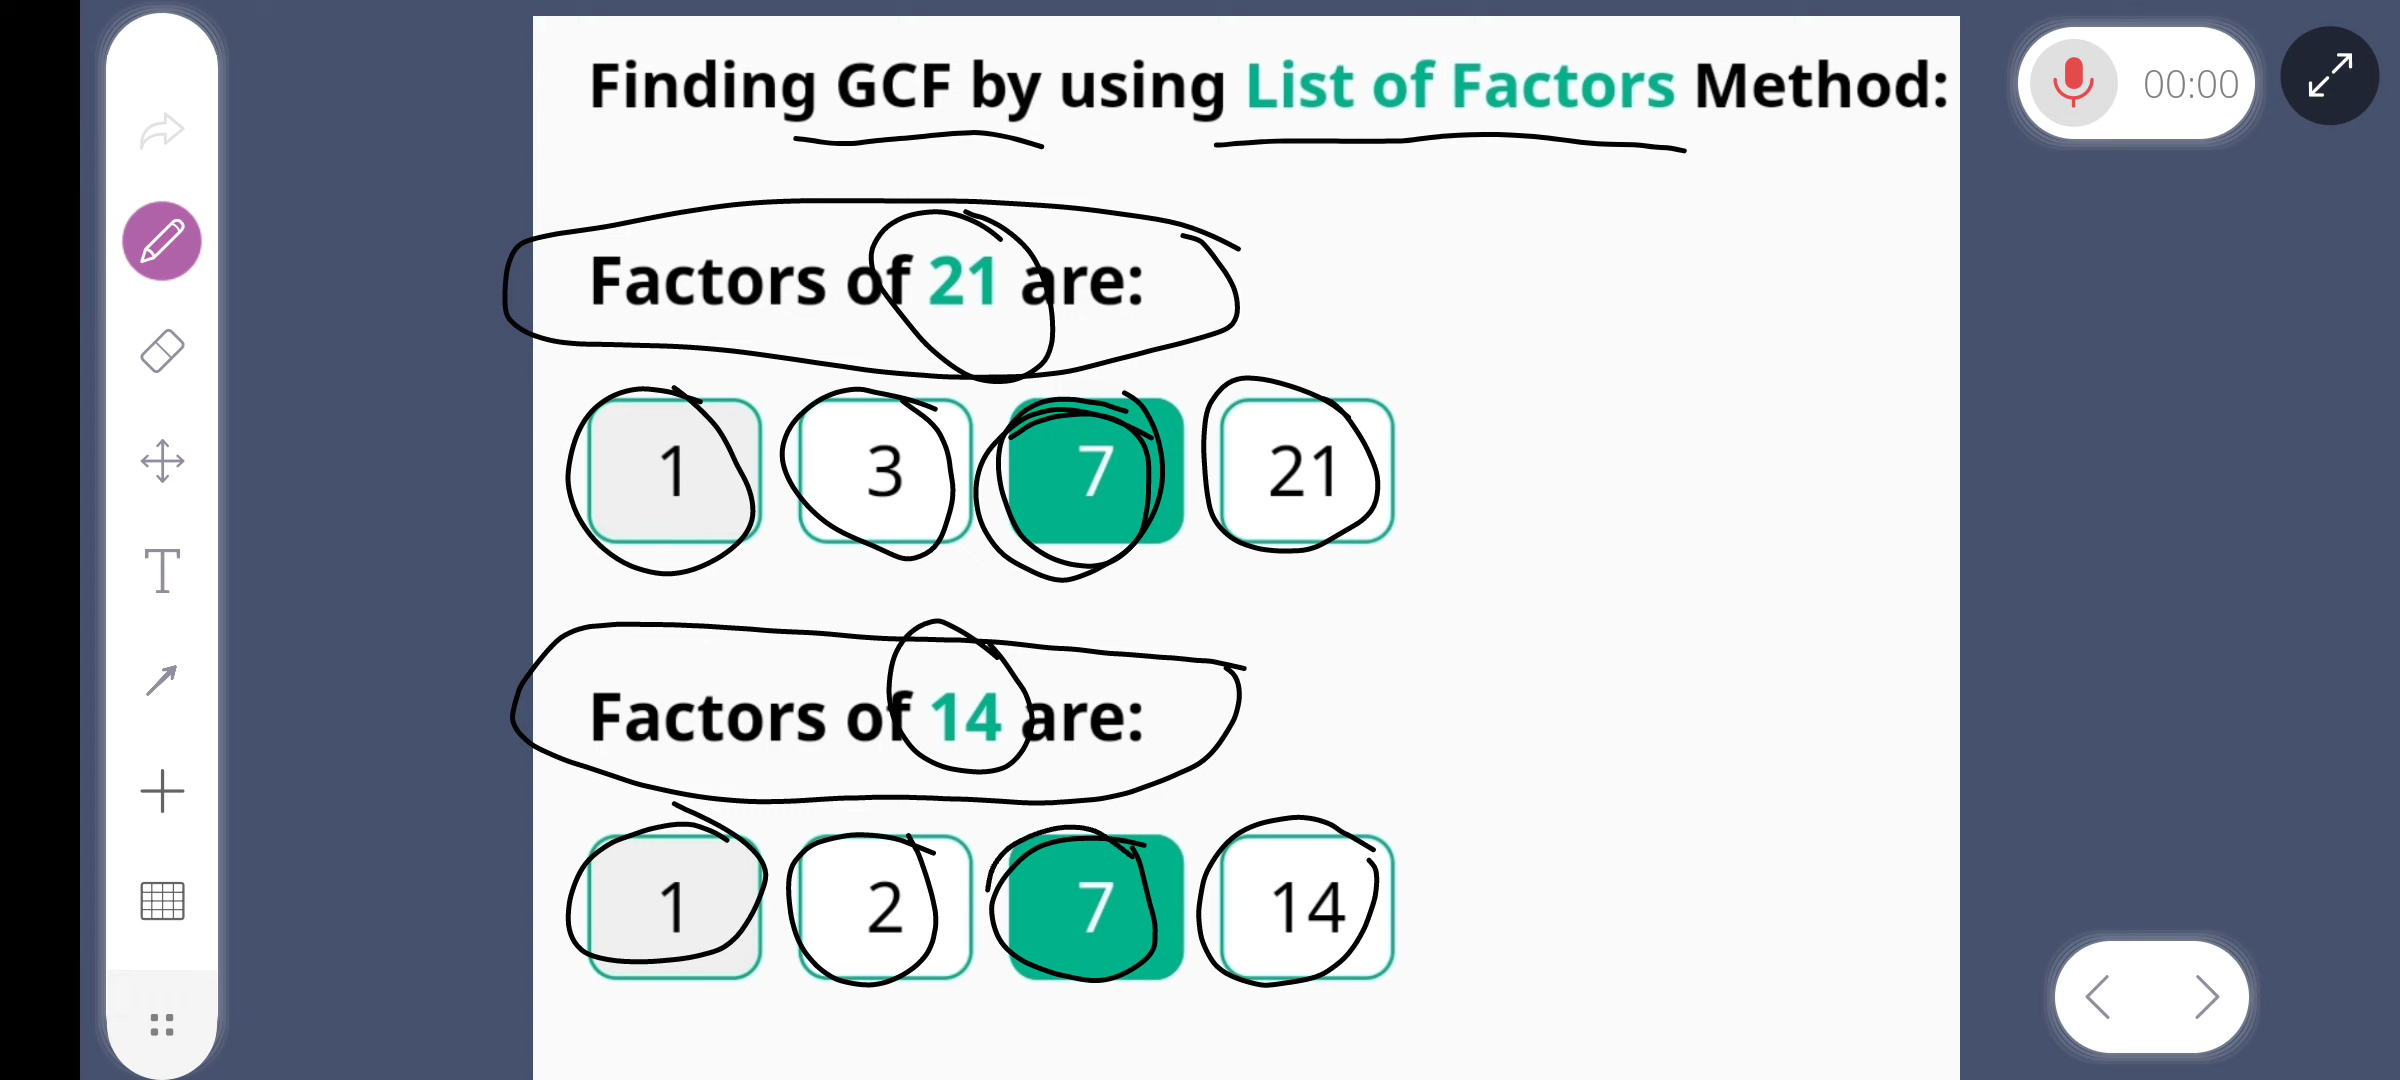 Finding GCF by using List of Factors Method:
00:00
Factors of 21 are:
1 3 7 21
Factors of 14 are:
1 2 7 14